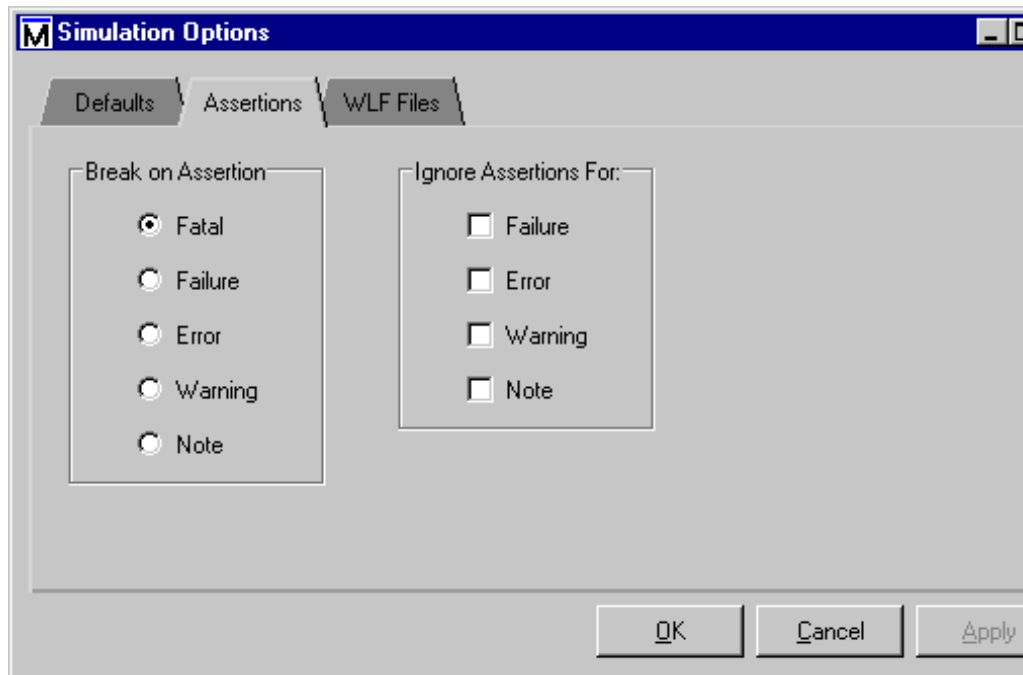 M Simulation Options
Defaults Assertions WLF Files
Break on Assertion
Fatal
Failure
Error
Warning
Note
Ignore Assertions For:
Failure
Error
Warning
Note
OK Cancel Apply